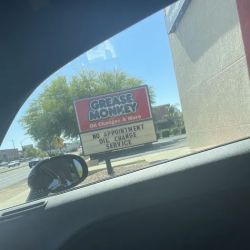 GREASE
MONKEY
Oil Changes & More
NO APPOINTMENT
OIL CHANGE
SERVICE